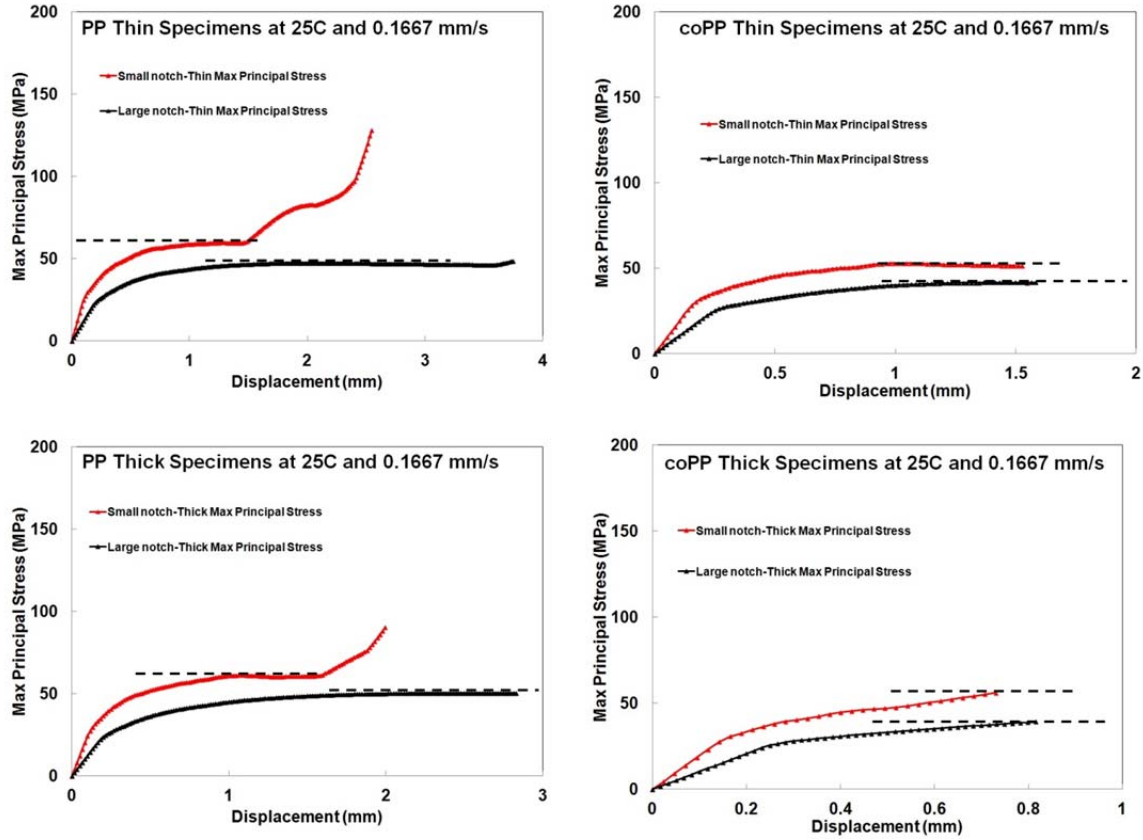 PP Thin Specimens at 25C and 0.1667 mm/s
Small notch-Thin Max Principal Stress
Large notch-Thin Max Principal Stress
Max Principal Stress (MPa)
200
150
100
50
0
0 1 2 3 4
Displacement (mm)
coPP Thin Specimens at 25C and 0.1667 mm/s
Small notch-Thin Max Principal Stress
Large notch-Thin Max Principal Stress
Max Principal Stress (MPa)
200
150
100
50
0
0 0.5 1 1.5 2
Displacement (mm)
PP Thick Specimens at 25C and 0.1667 mm/s
Small notch-Thick Max Principal Stress
Large notch-Thick Max Principal Stress
Max Principal Stress (MPa)
200
150
100
50
0
0 1 2 3
Displacement (mm)
coPP Thick Specimens at 25C and 0.1667 mm/s
Small notch-Thick Max Principal Stress
Large notch-Thick Max Principal Stress
Max Principal Stress (MPa)
200
150
100
50
0
0 0.2 0.4 0.6 0.8 1
Displacement (mm)